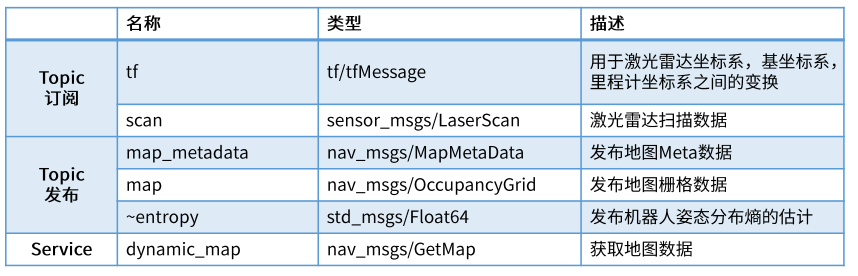 名称 类型 描述
Topic 订阅 tf tf/tfMessage 用于激光雷达坐标系，基坐标系，
里程计坐标系之间的变换
scan sensor_msgs/LaserScan 激光雷达扫描数据
Topic 发布 map_metadata nav_msgs/MapMetaData 发布地图Meta数据
map nav_msgs/OccupancyGrid 发布地图栅格数据
~entropy std_msgs/Float64 发布机器人姿态分布熵的估计
Service dynamic_map nav_msgs/GetMap 获取地图数据